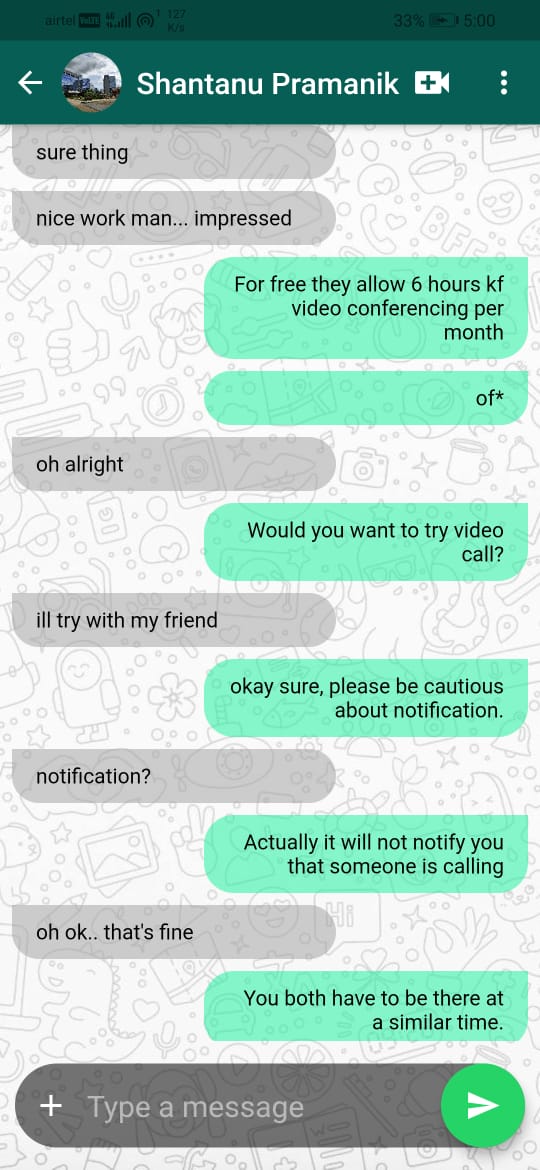 airtel VoLTE 4G 1 127 33% 5:00
K/s
Shantanu Pramanik
sure thing
nice work man... impressed
For free they allow 6 hours kf
video conferencing per
month
of*
oh alright
Would you want to try video
call?
ill try with my friend
okay sure, please be cautious
about notification.
notification?
Actually it will not notify you
that someone is calling
oh ok.. that's fine
You both have to be there at
a similar time.
Type a message